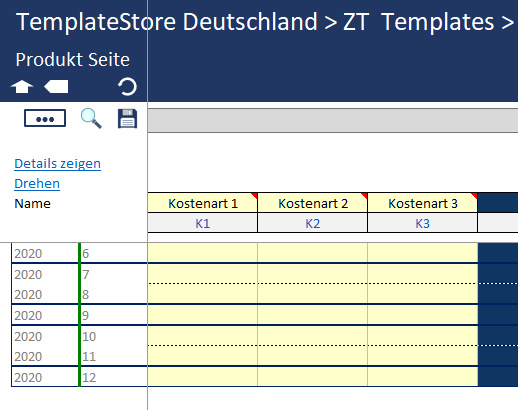 TemplateStore Deutschland > ZT Templates >
Produkt Seite
Details zeigen
Drehen
Name Kostenart 1 Kostenart 2 Kostenart 3
K1 K2 K3
2020 6
2020 7
2020 8
2020 9
2020 10
2020 11
2020 12